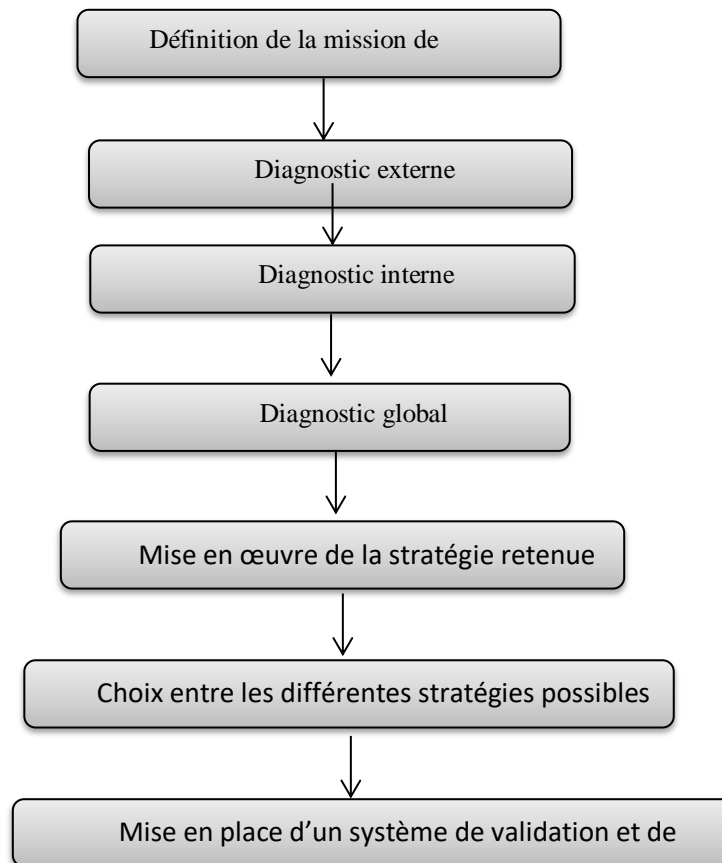 Définition de la mission de
Diagnostic externe
Diagnostic interne
Diagnostic global
Mise en œuvre de la stratégie retenue
Choix entre les différentes stratégies possibles
Mise en place d’un système de validation et de